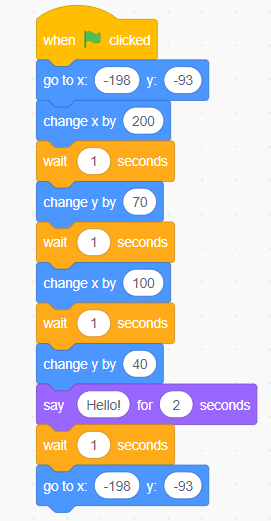 when clicked
go to x: -198 y: -93
change x by 200
wait 1 seconds
change y by 70
wait 1 seconds
change x by 100
wait 1 seconds
change y by 40
say Hello! for 2 seconds
wait 1 seconds
go to x: -198 y: -93